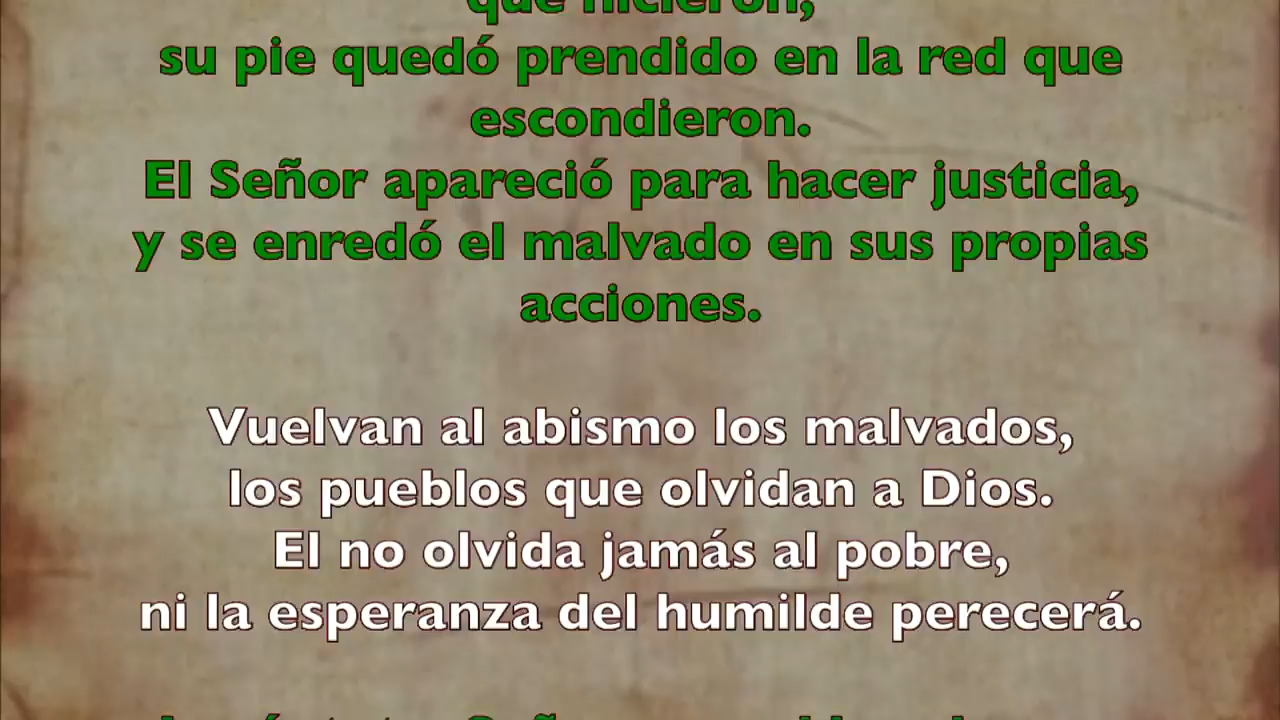 que hicieron,
su pie quedó prendido en la red que
escondieron.
El Señor apareció para hacer justicia,
y se enredó el malvado en sus propias
acciones.
Vuelvan al abismo los malvados,
los pueblos que olvidan a Dios.
El no olvida jamás al pobre,
ni la esperanza del humilde perecerá.